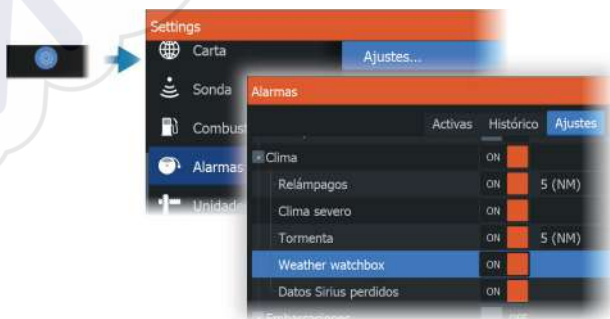 Settings
Carta
Ajustes...
Sonda
Alarmas
Combus
Activas Histórico Ajustes
Clima ON
Alarmas
Relámpagos ON 5 (NM)
Clima severo ON
Unidade
Tormenta ON 5 (NM)
Weather watchbox ON
Datos Sirius perdidos ON